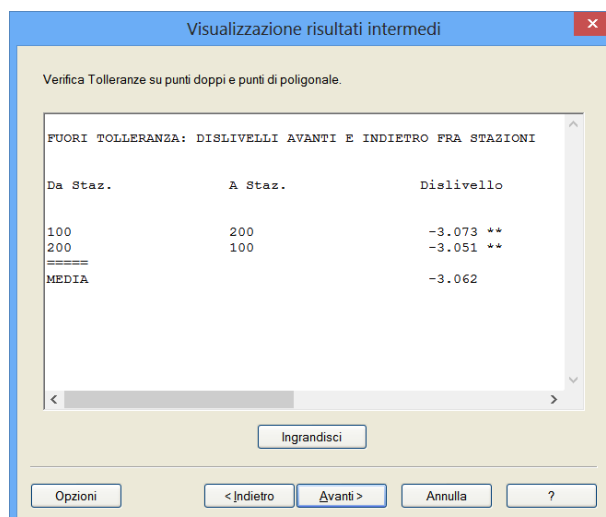 Visualizzazione risultati intermedi
Verifica Tolleranze su punti doppi e punti di poligonale.
FUORI TOLLERANZA: DISLIVELLI AVANTI E INDIETRO FRA STAZIONI
Da Staz. A Staz. Dislivello
100 200 -3.073 **
200 100 -3.051 **
=====
MEDIA -3.062
Ingrandisci
Opzioni < Indietro Avanti > Annulla ?